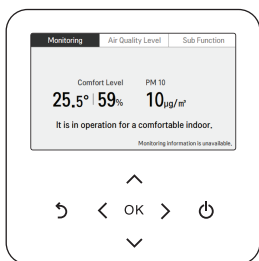 Monitoring Air Quality Level Sub Function
Comfort Level PM 10
25.5° 59% 10μg/㎥
It is in operation for a comfortable indoor.
Monitoring information is unavailable.
OK